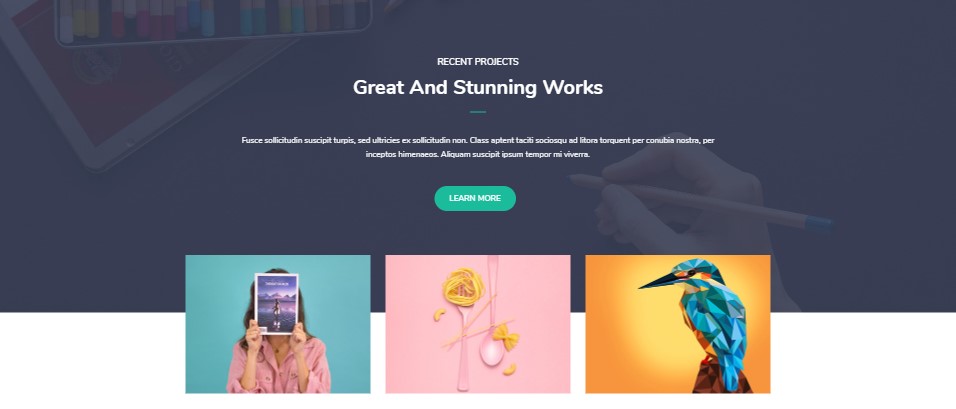 RECENT PROJECTS
Great And Stunning Works
Fusce sollicitudin suscipit turpis, sed ultricies ex sollicitudin non. Class aptent taciti sociosqu ad litora torquent per conubia nostra, per
inceptos himenaeos. Aliquam suscipit ipsum tempor mi viverra.
LEARN MORE